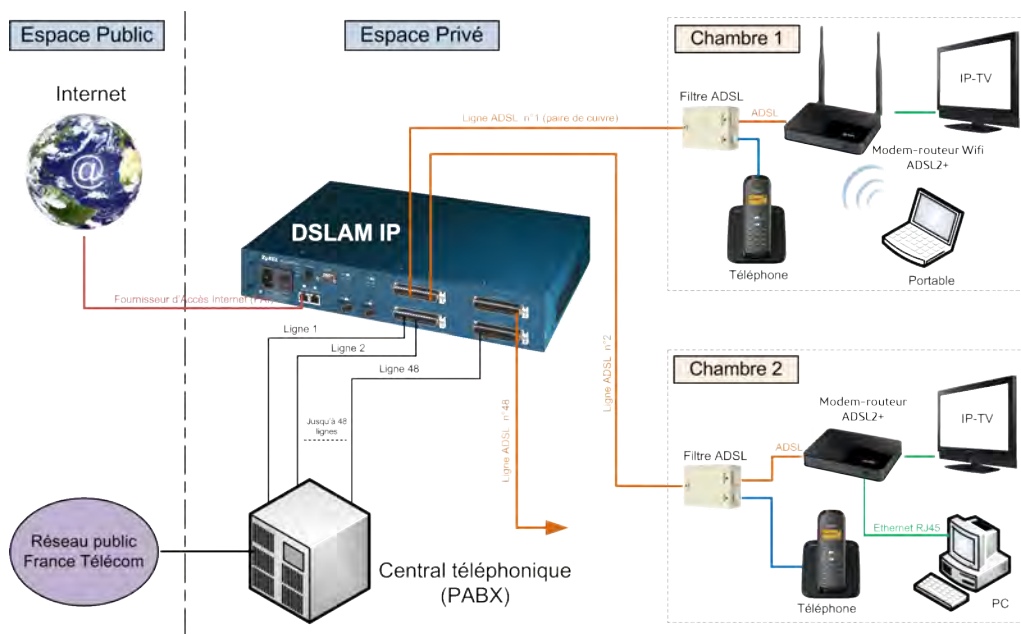 Espace Public
Espace Privé
Chambre 1
Internet
@
Filtre ADSL
ADSL
IP-TV
Ligne ADSL n°1 (paire de cuivre)
Modem-routeur Wifi
ADSL2+
DSLAM IP
ZyXEL
Téléphone
Portable
Fournisseur d'Accès Internet (FAI)
Ligne 1
Ligne 2
Ligne 48
Jusqu'à 48
lignes
Ligne ADSL n°48
Ligne ADSL n°2
Chambre 2
Modem-routeur
ADSL2+
IP-TV
Filtre ADSL
ADSL
Ethernet RJ45
Réseau public
France Télécom
Central téléphonique
(PABX)
Téléphone
PC